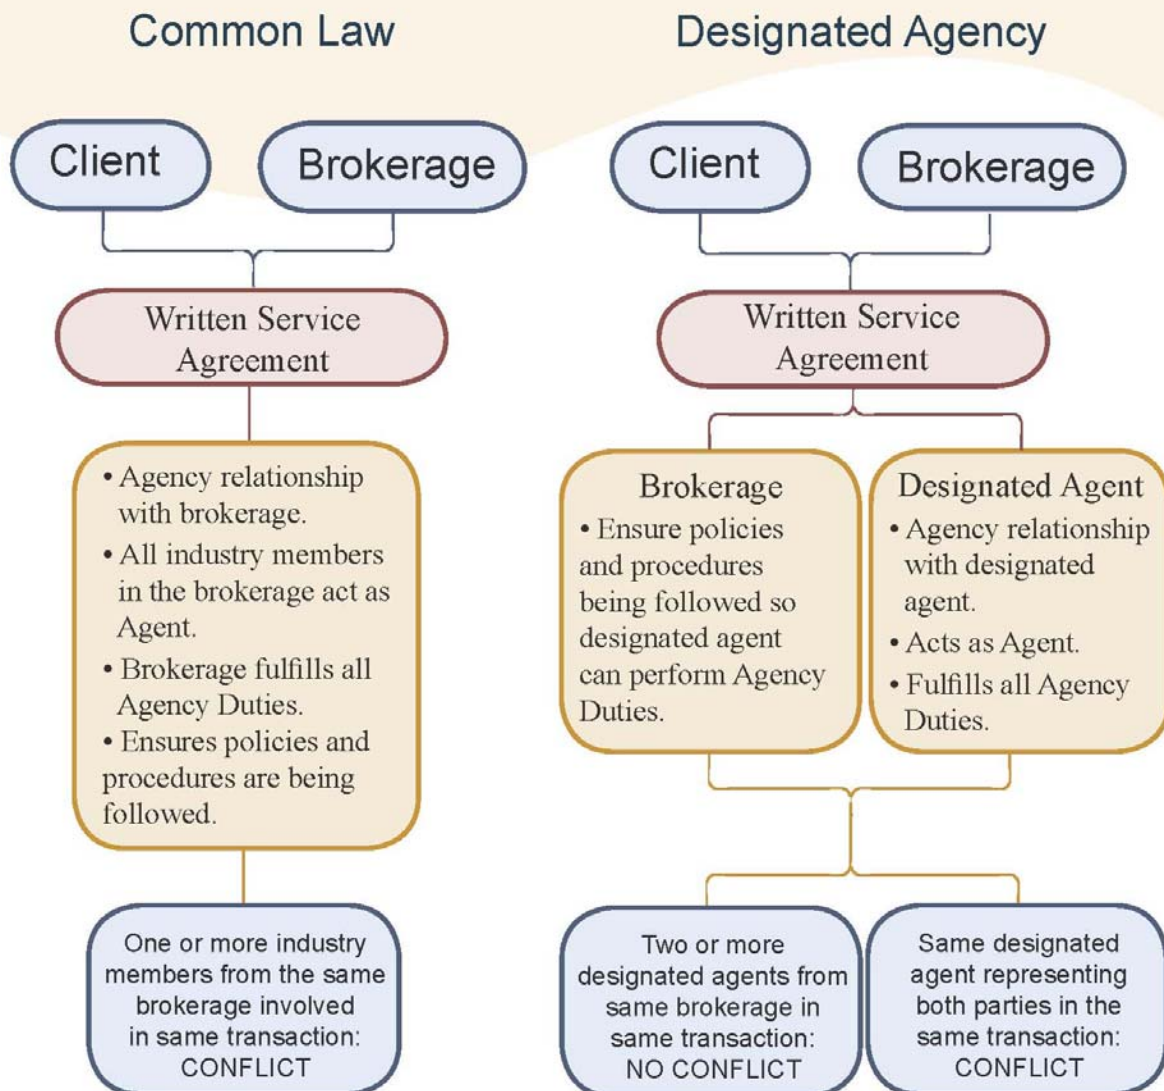 Common Law
Client
Brokerage
Written Service
Agreement
• Agency relationship
with brokerage.
• All industry members
in the brokerage act as
Agent.
• Brokerage fulfills all
Agency Duties.
• Ensures policies and
procedures are being
followed.
One or more industry
members from the same
brokerage involved
in same transaction:
CONFLICT
Designated Agency
Client
Brokerage
Written Service
Agreement
Brokerage
• Ensure policies
and procedures
being followed so
designated agent
can perform Agency
Duties.
Designated Agent
• Agency relationship
with designated
agent.
• Acts as Agent.
• Fulfills all Agency
Duties.
Two or more
designated agents from
same brokerage in
same transaction:
NO CONFLICT
Same designated
agent representing
both parties in the
same transaction:
CONFLICT